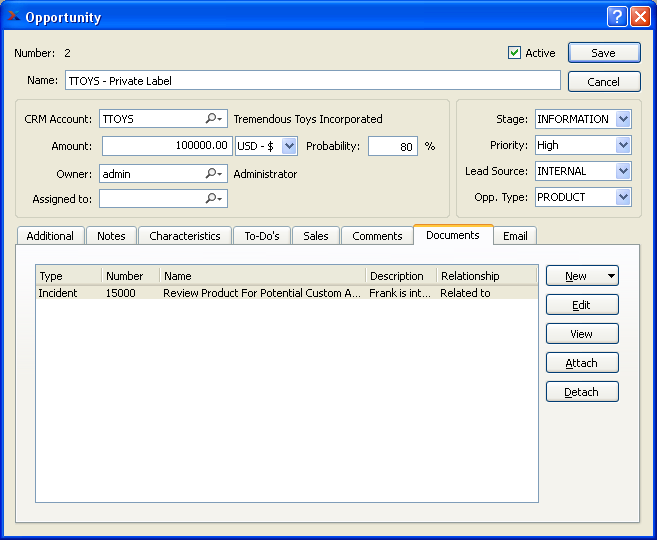 Opportunity
Number: 2
Active
Save
Name: TTOYS - Private Label
Cancel
CRM Account: TTOYS Tremendous Toys Incorporated
Stage: INFORMATION
Amount: 100000.00 USD - $ Probability: 80 %
Priority: High
Owner: admin Administrator
Lead Source: INTERNAL
Assigned to:
Opp. Type: PRODUCT
Additional Notes Characteristics To-Do's Sales Comments Documents Email
Type Number Name Description Relationship
Incident 15000 Review Product For Potential Custom A... Frank is int... Related to
New
Edit
View
Attach
Detach